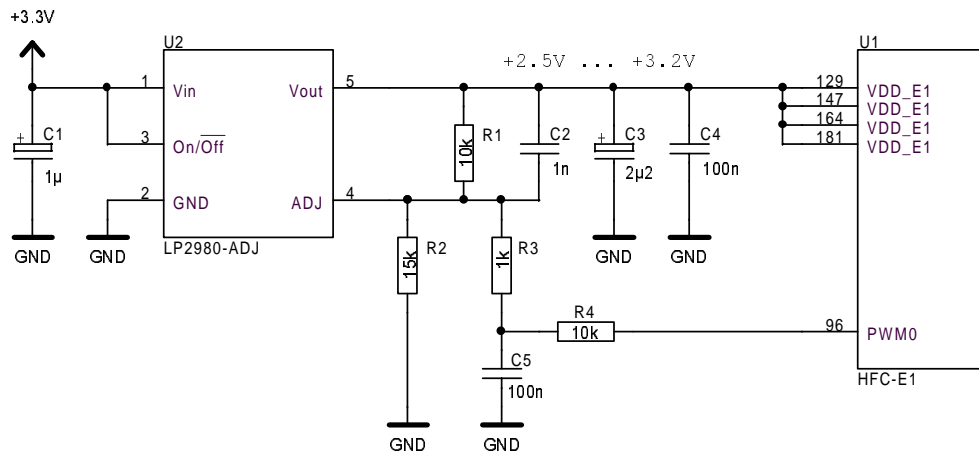 +3.3V
U2
U1
+2.5V ... +3.2V
1
Vin
Vout
5
129
VDD_E1
147
VDD_E1
164
VDD_E1
181
VDD_E1
+
C1
1µ
3
On/Off
R1
10k
C2
1n
+
C3
2µ2
C4
100n
2
GND
ADJ
4
LP2980-ADJ
GND
GND
GND
GND
R2
15k
R3
1k
R4
10k
96
PWM0
C5
100n
HFC-E1
GND
GND